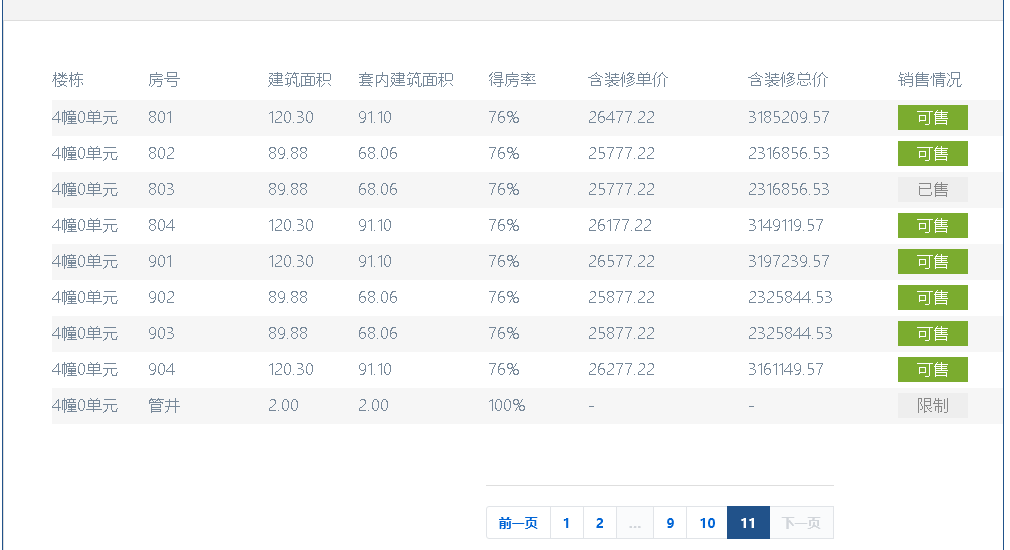 楼栋 房号 建筑面积 套内建筑面积 得房率 含装修单价 含装修总价 销售情况
4幢0单元 801 120.30 91.10 76% 26477.22 3185209.57 可售
4幢0单元 802 89.88 68.06 76% 25777.22 2316856.53 可售
4幢0单元 803 89.88 68.06 76% 25777.22 2316856.53 已售
4幢0单元 804 120.30 91.10 76% 26177.22 3149119.57 可售
4幢0单元 901 120.30 91.10 76% 26577.22 3197239.57 可售
4幢0单元 902 89.88 68.06 76% 25877.22 2325844.53 可售
4幢0单元 903 89.88 68.06 76% 25877.22 2325844.53 可售
4幢0单元 904 120.30 91.10 76% 26277.22 3161149.57 可售
4幢0单元 管井 2.00 2.00 100% - - 限制
前一页 1 2 ... 9 10 11 下一页